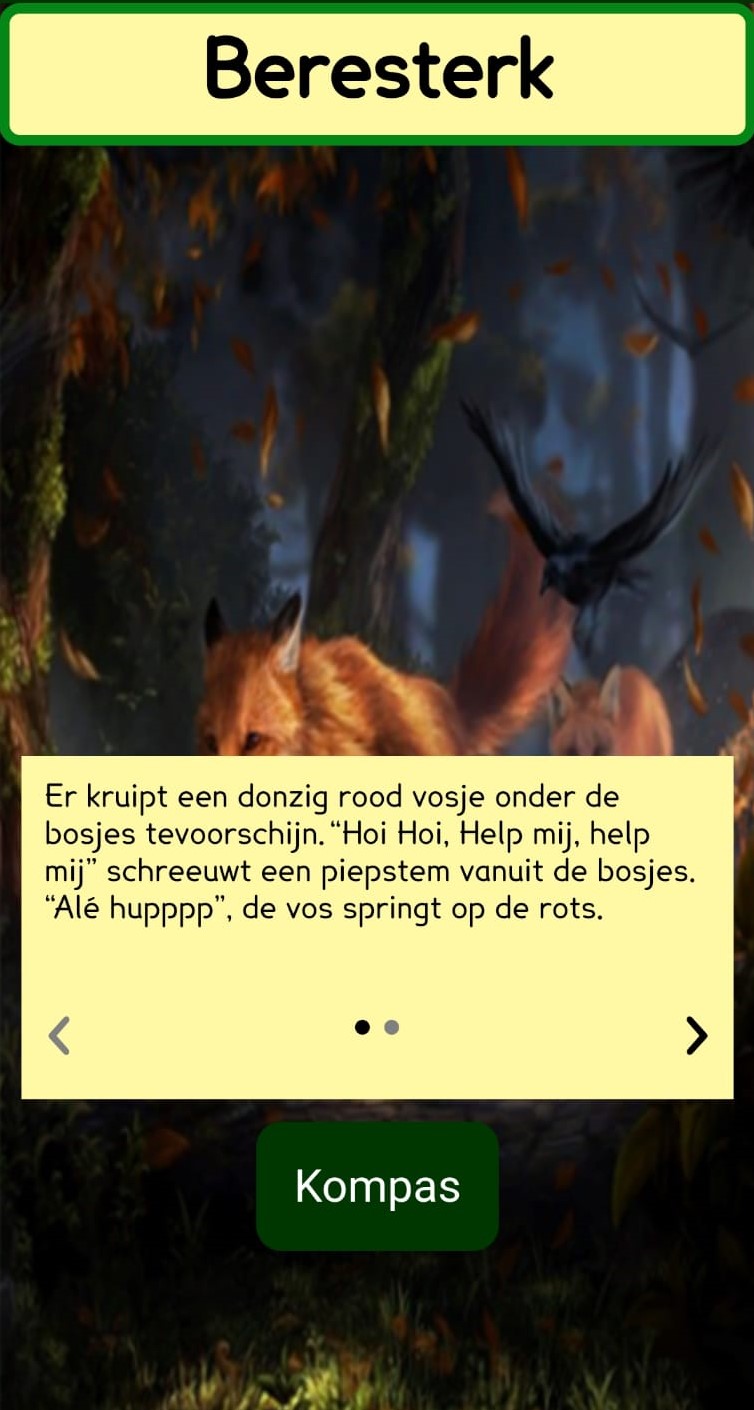 Beresterk
Er kruipt een donzig rood vosje onder de
bosjes tevoorschijn. “Hoi Hoi, Help mij, help
mij” schreeuwt een piepstem vanuit de bosjes.
“Alé hupppp”, de vos springt op de rots.
Kompas